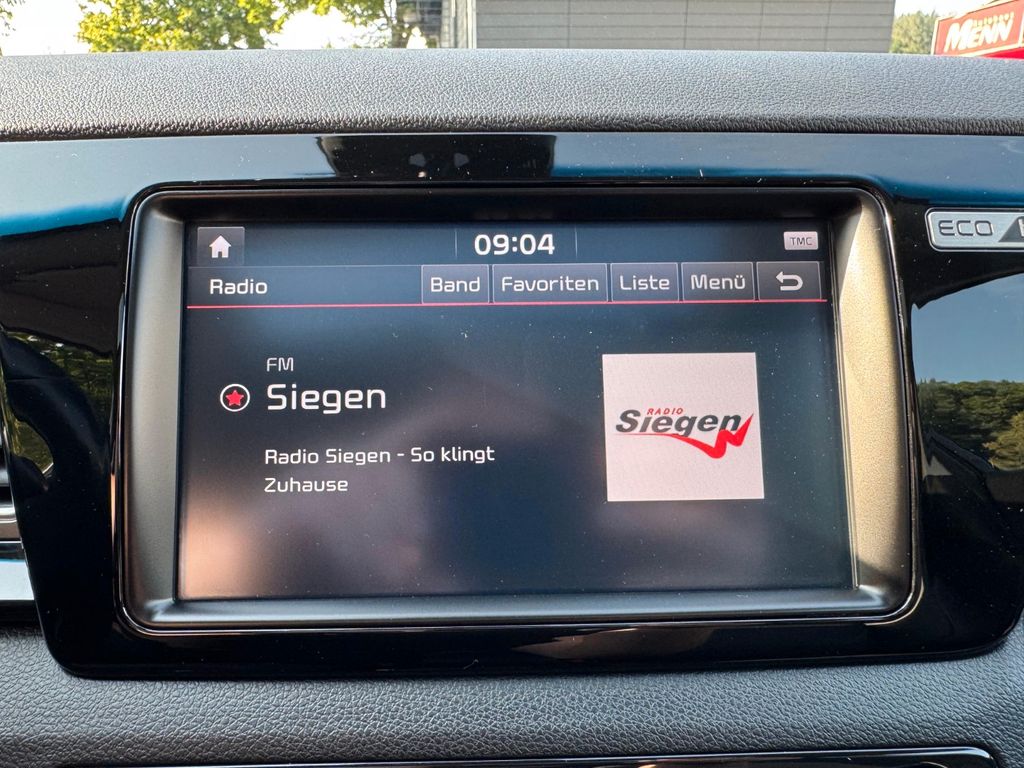 AUTOHAUS
MENN
ECO
09:04
TMC
Radio
Band
Favoriten
Liste
Menü
FM
Siegen
Radio Siegen - So klingt
Zuhause
RADIO
Siegen